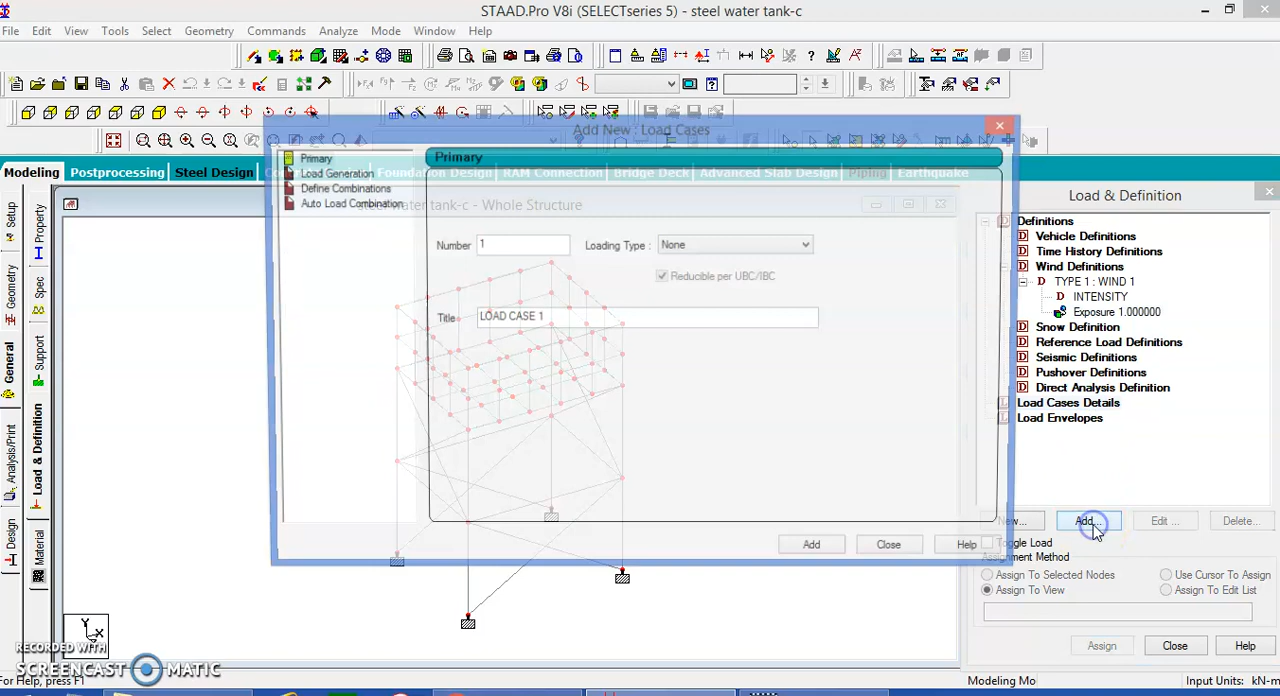 STAAD.Pro V8i (SELECTseries 5) - steel water tank-c
File Edit View Tools Select Geometry Commands Analyze Mode Window Help
Add New : Load Cases
Modeling Postprocessing Steel Design Foundation Design RAM Connection Bridge Deck Advanced Slab Design Piping Earthquake
steel water tank-c - Whole Structure
Primary
Load Generation
Define Combinations
Auto Load Combination
Primary
Number 1 Loading Type : None
Reducible per UBC/IBC
Title LOAD CASE 1
Add Close Help
Setup
Geometry
General
Analysis/Print
Design
Property
Spec
Support
Load & Definition
Material
Load & Definition
Definitions
Vehicle Definitions
Time History Definitions
Wind Definitions
TYPE 1 : WIND 1
INTENSITY
Exposure 1.000000
Snow Definition
Reference Load Definitions
Seismic Definitions
Pushover Definitions
Direct Analysis Definition
Load Cases Details
Load Envelopes
New... Add... Edit ... Delete...
Toggle Load
Assignment Method
Assign To Selected Nodes Use Cursor To Assign
Assign To View Assign To Edit List
Assign Close Help
Y X
RECORDED WITH
SCREENCAST MATIC
For Help, press F1 Modeling Mo Input Units: kN-m